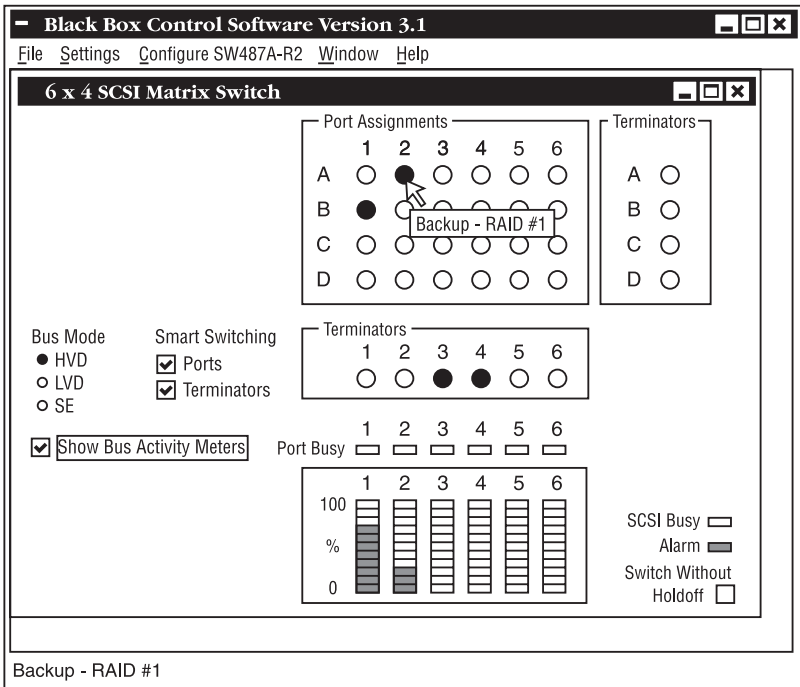 Black Box Control Software Version 3.1
File Settings Configure SW487A-R2 Window Help
6 x 4 SCSI Matrix Switch
Port Assignments
1 2 3 4 5 6
A
B
C
D
Backup - RAID #1
Terminators
A
B
C
D
Bus Mode
HVD
LVD
SE
Smart Switching
Ports
Terminators
Terminators
1 2 3 4 5 6
Show Bus Activity Meters
1 2 3 4 5 6
Port Busy
1 2 3 4 5 6
100
%
0
SCSI Busy
Alarm
Switch Without
Holdoff
Backup - RAID #1